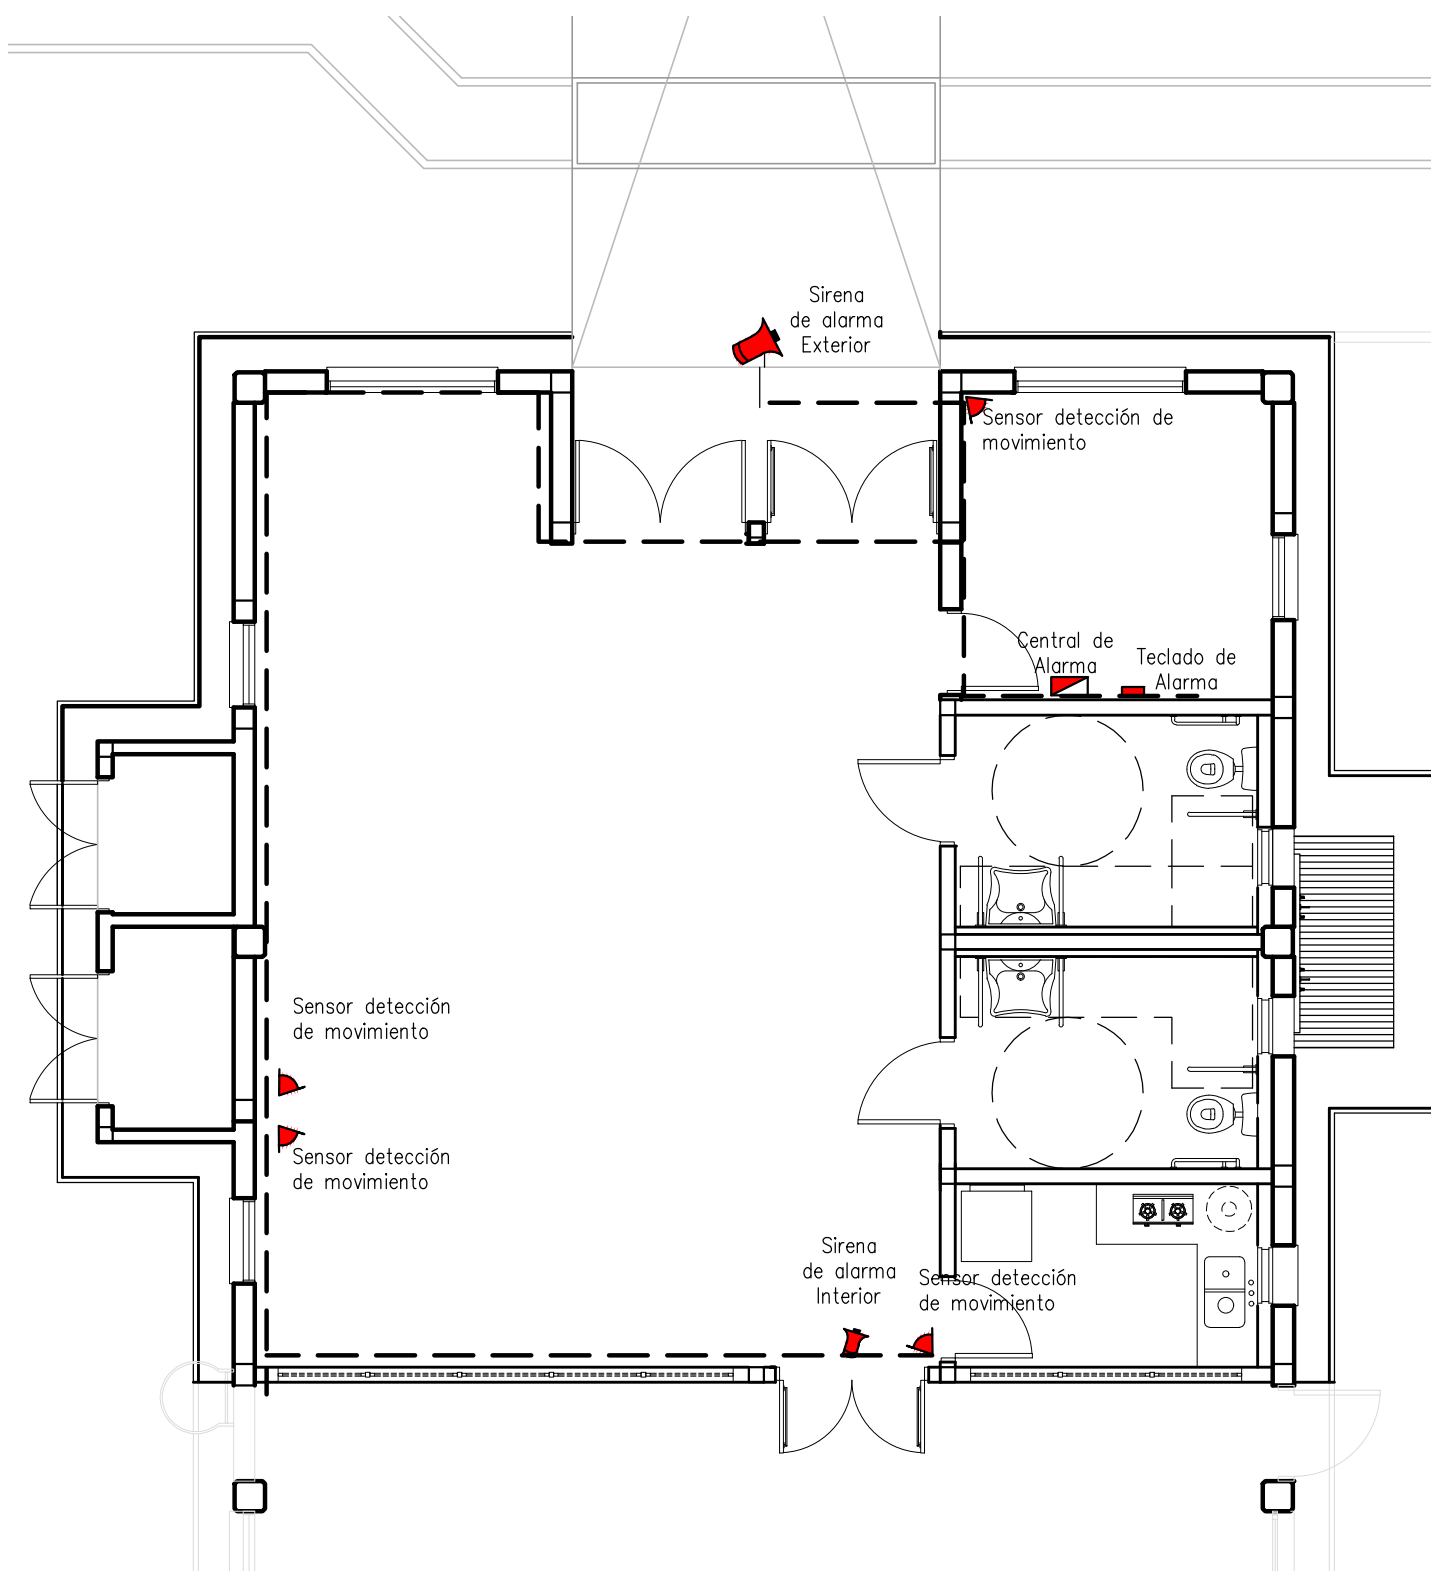 Sirena
de alarma
Exterior
Sensor detección de
movimiento
Central de
Alarma
Teclado de
Alarma
Sensor detección
de movimiento
Sensor detección
de movimiento
Sirena
de alarma
Interior
Sensor detección
de movimiento